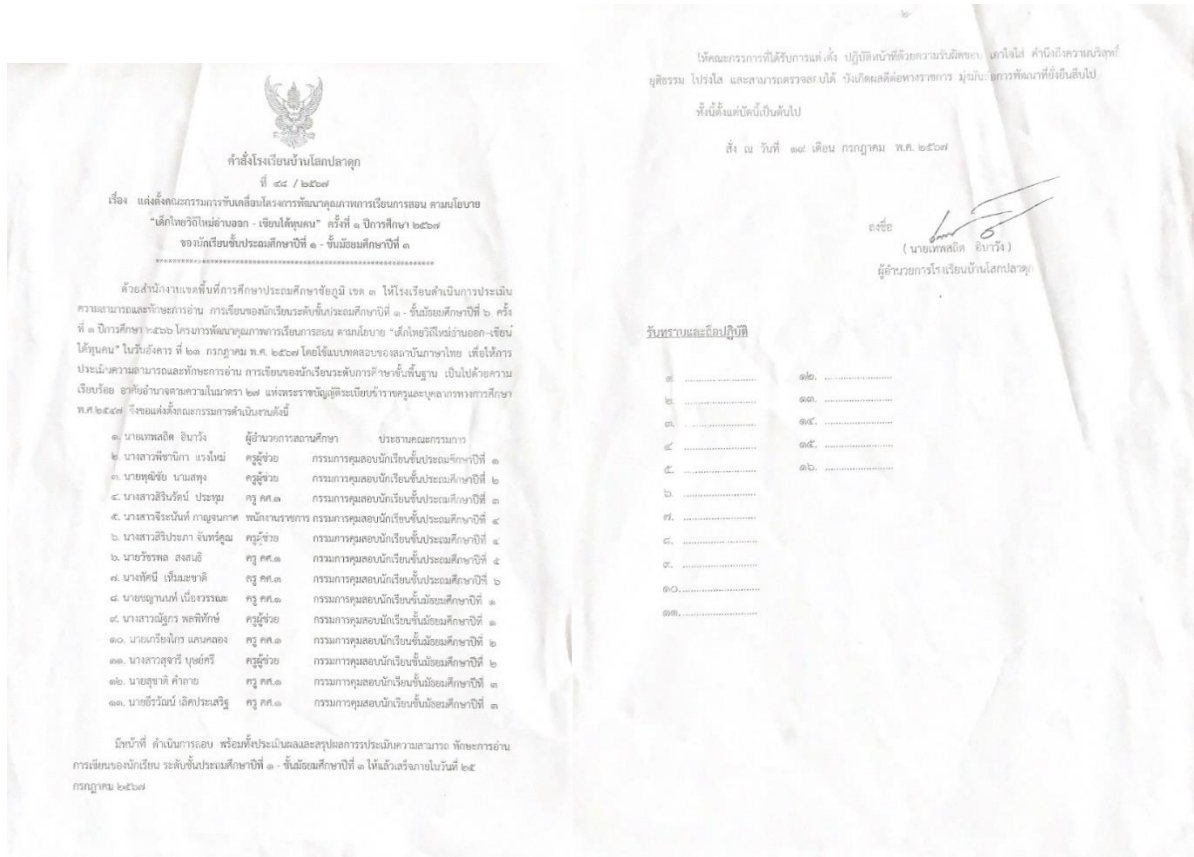 คำสั่งโรงเรียนบ้านโสกปลาดุก
ที่ ๔๘ / ๒๕๖๗
เรื่อง แต่งตั้งคณะกรรมการขับเคลื่อนโครงการพัฒนาคุณภาพการเรียนการสอน ตามนโยบาย
"เด็กไทยวิถีใหม่อ่านออก - เขียนได้ทุกคน" ครั้งที่ ๑ ปีการศึกษา ๒๕๖๗
ของนักเรียนชั้นประถมศึกษาปีที่ ๑ - ชั้นมัธยมศึกษาปีที่ ๓
ด้วยสำนักงานเขตพื้นที่การศึกษาประถมศึกษาชัยภูมิ เขต ๓ ให้โรงเรียนดำเนินการประเมิน
ความสามารถและทักษะการอ่าน การเขียนของนักเรียนระดับชั้นประถมศึกษาปีที่ ๑ - ชั้นมัธยมศึกษาปีที่ ๖ ครั้ง
ที่ ๑ ปีการศึกษา ๒๕๖๖ โครงการพัฒนาคุณภาพการเรียนการสอน ตามนโยบาย "เด็กไทยวิถีใหม่อ่านออก-เขียน
ได้ทุกคน" ในวันอังคาร ที่ ๒๓ กรกฎาคม พ.ศ. ๒๕๖๗ โดยใช้แบบทดสอบของสถาบันภาษาไทย เพื่อให้การ
ประเมินความสามารถและทักษะการอ่าน การเขียนของนักเรียนระดับการศึกษาขั้นพื้นฐาน เป็นไปด้วยความ
เรียบร้อย อาศัยอำนาจตามความในมาตรา ๒๗ แห่งพระราชบัญญัติระเบียบข้าราชครูและบุคลากรทางการศึกษา
พ.ศ.๒๕๔๗ จึงขอแต่งตั้งคณะกรรมการดำเนินงานดังนี้
๑. นายเทพสถิต อินาวัง ผู้อำนวยการสถานศึกษา ประธานคณะกรรมการ
๒. นางสาวพิชานิกา แรงใหม่ ครูผู้ช่วย กรรมการคุมสอบนักเรียนชั้นประถมศึกษาปีที่ ๑
๓. นายทุฒิชัย นามสพุง ครูผู้ช่วย กรรมการคุมสอบนักเรียนชั้นประถมศึกษาปีที่ ๒
๔. นางสาวสิรินรัตน์ ประทุม ครู คศ.๓ กรรมการคุมสอบนักเรียนชั้นประถมศึกษาปีที่ ๓
๕. นางสาวจีระนันท์ กาญจนกาศ พนักงานราชการ กรรมการคุมสอบนักเรียนชั้นประถมศึกษาปีที่ ๔
๖. นางสาวสิริประภา จันทร์คูณ ครูผู้ช่วย กรรมการคุมสอบนักเรียนชั้นประถมศึกษาปีที่ ๔
๖. นายวัชรพล สงสนธิ ครู คศ.๑ กรรมการคุมสอบนักเรียนชั้นประถมศึกษาปีที่ ๕
๗. นางทัศนี เห็มมะชาติ ครู คศ.๓ กรรมการคุมสอบนักเรียนชั้นประถมศึกษาปีที่ ๖
๘. นายชญานนท์ เนื่องวรรณะ ครู คศ.๑ กรรมการคุมสอบนักเรียนชั้นมัธยมศึกษาปีที่ ๑
๙. นางสาวณัฐกร พลพิทักษ์ ครูผู้ช่วย กรรมการคุมสอบนักเรียนชั้นมัธยมศึกษาปีที่ ๑
๑๐. นายเกรียงไกร แคนคลอง ครู คศ.๑ กรรมการคุมสอบนักเรียนชั้นมัธยมศึกษาปีที่ ๒
๑๑. นางสาวสุจารี บุษย์ศรี ครูผู้ช่วย กรรมการคุมสอบนักเรียนชั้นมัธยมศึกษาปีที่ ๒
๑๒. นายสุชาติ คำลาย ครู คศ.๑ กรรมการคุมสอบนักเรียนชั้นมัธยมศึกษาปีที่ ๓
๑๓. นายธีรวัฒน์ เลิศประเสริฐ ครู คศ.๑ กรรมการคุมสอบนักเรียนชั้นมัธยมศึกษาปีที่ ๓
มีหน้าที่ ดำเนินการสอบ พร้อมทั้งประเมินผลและสรุปผลการประเมินความสามารถ ทักษะการอ่าน
การเขียนของนักเรียน ระดับชั้นประถมศึกษาปีที่ ๑ - ชั้นมัธยมศึกษาปีที่ ๓ ให้แล้วเสร็จภายในวันที่ ๒๕
กรกฎาคม ๒๕๖๗
-๒-
ให้คณะกรรการที่ได้รับการแต่งตั้ง ปฏิบัติหน้าที่ด้วยความรับผิดชอบ เอาใจใส่ คำนึงถึงความบริสุทธิ์
ยุติธรรม โปร่งใส และสามารถตรวจสอบได้ บังเกิดผลดีต่อทางราชการ การพัฒนาที่ยั่งยืนสืบไป
ทั้งนี้ตั้งแต่บัดนี้เป็นต้นไป
สั่ง ณ วันที่ ๑๙ เดือน กรกฎาคม พ.ศ. ๒๕๖๗
ลงชื่อ
( นายเทพสถิต อินาวัง )
ผู้อำนวยการโรงเรียนบ้านโสกปลาดุก
รับทราบและถือปฏิบัติ
๑. ........................ ๑๒. ........................
๒. ........................ ๑๓. ........................
๓. ........................ ๑๔. ........................
๔. ........................ ๑๕. ........................
๕. ........................ ๑๖. ........................
๖. ........................
๗. ........................
๘. ........................
๙. ........................
๑๐.........................
๑๑.........................